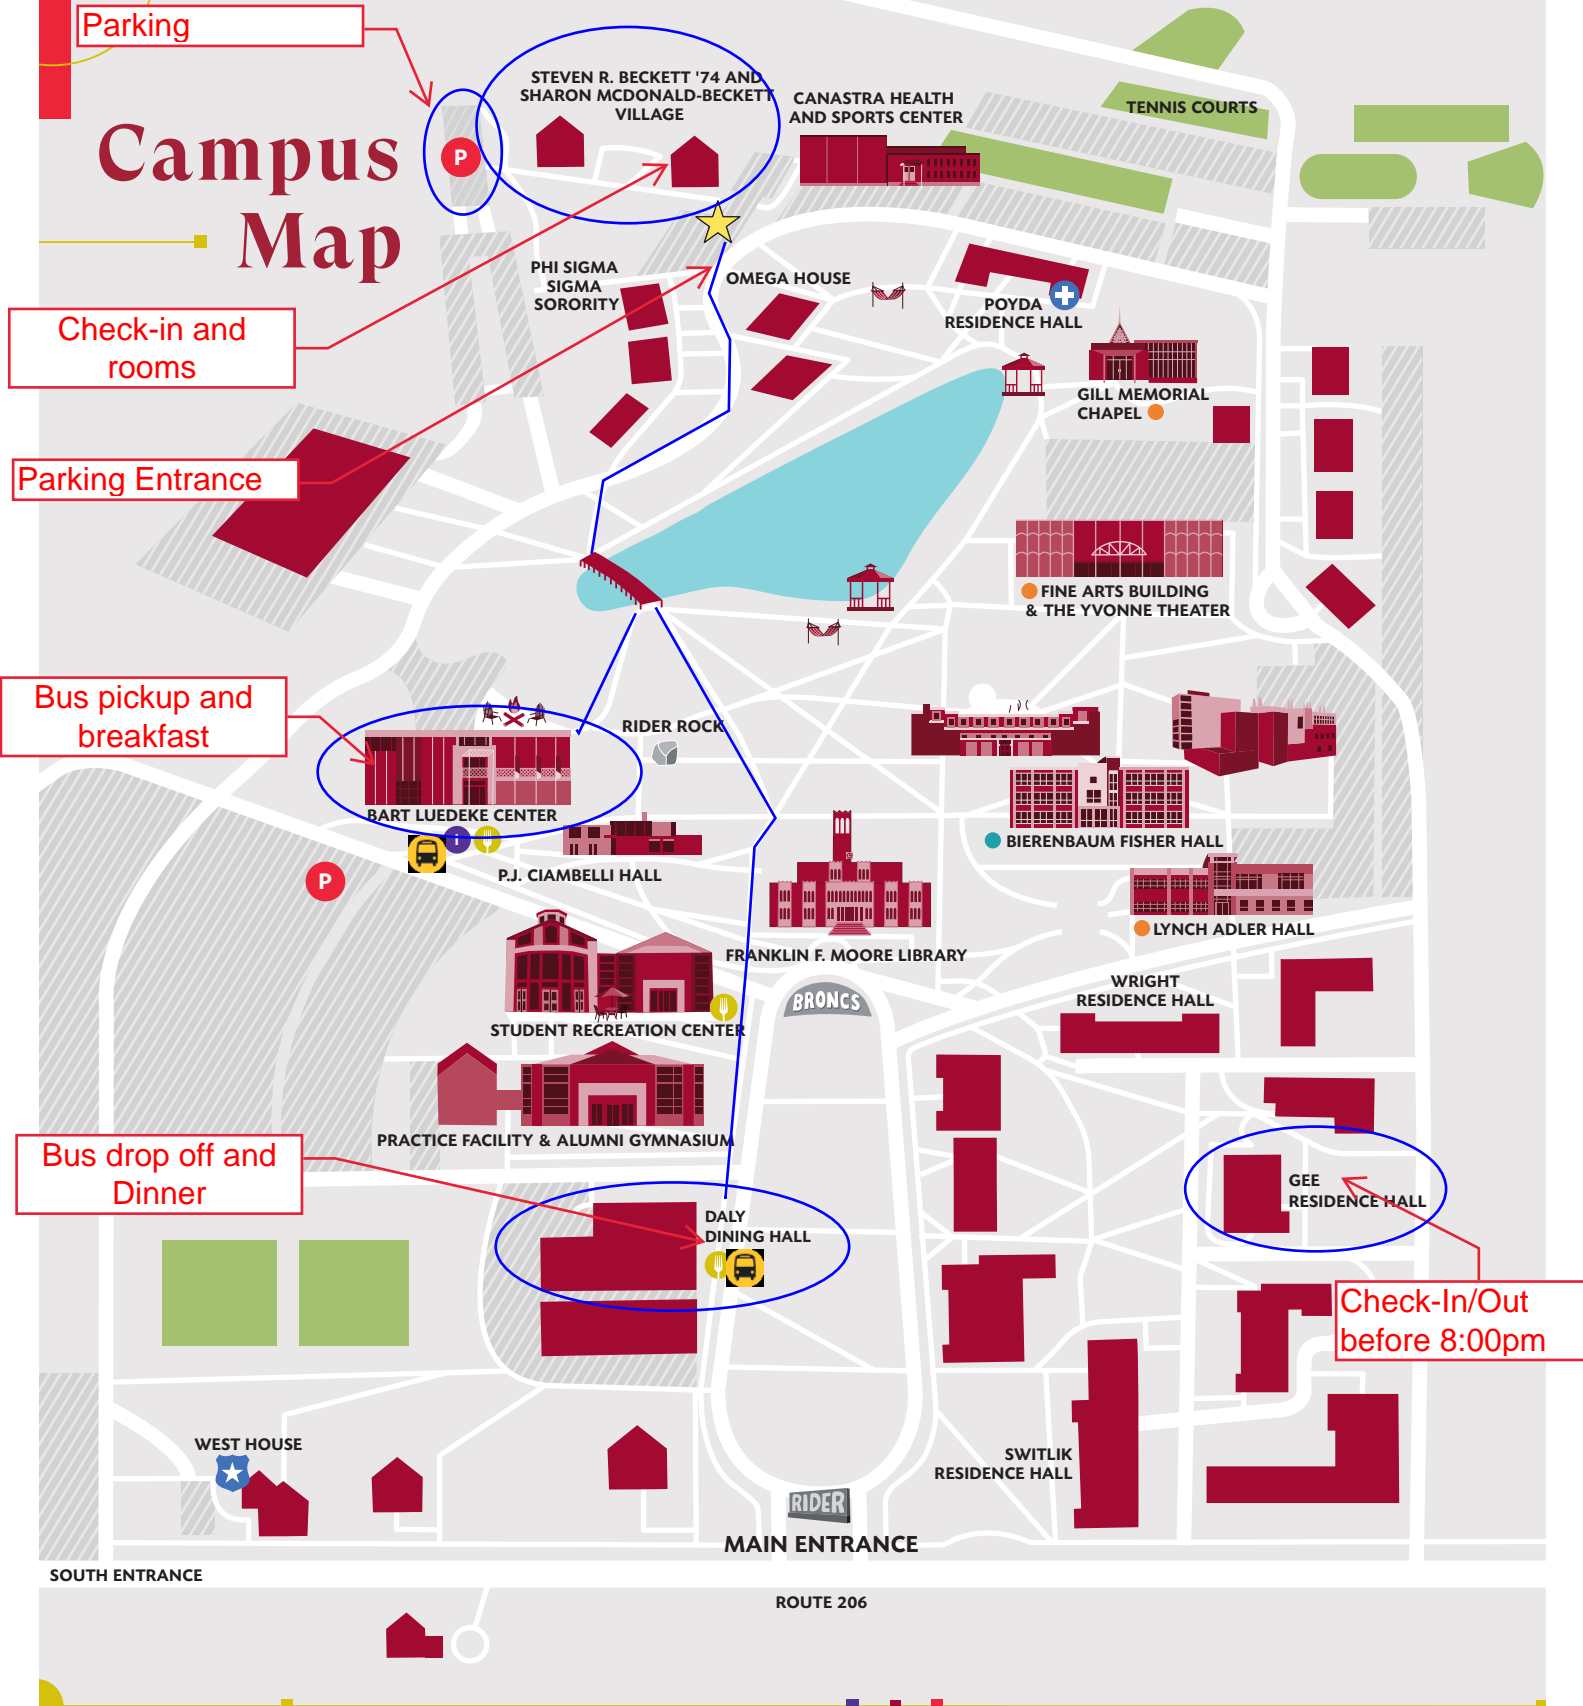 Parking
STEVEN R. BECKETT '74 AND
SHARON MCDONALD-BECKETT
VILLAGE
CANASTRA HEALTH
AND SPORTS CENTER
TENNIS COURTS
Campus
Map
P
PHI SIGMA
SIGMA
SORORITY
OMEGA HOUSE
POYDA
RESIDENCE HALL
Check-in and
rooms
GILL MEMORIAL
CHAPEL
Parking Entrance
FINE ARTS BUILDING
& THE YVONNE THEATER
Bus pickup and
breakfast
RIDER ROCK
BART LUEDEKE CENTER
i
P.J. CIAMBELLI HALL
P
BIERENBAUM FISHER HALL
LYNCH ADLER HALL
FRANKLIN F. MOORE LIBRARY
BRONCS
WRIGHT
RESIDENCE HALL
STUDENT RECREATION CENTER
PRACTICE FACILITY & ALUMNI GYMNASIUM
Bus drop off and
Dinner
GEE
RESIDENCE HALL
DALY
DINING HALL
Check-In/Out
before 8:00pm
WEST HOUSE
SWITLIK
RESIDENCE HALL
RIDER
MAIN ENTRANCE
SOUTH ENTRANCE
ROUTE 206